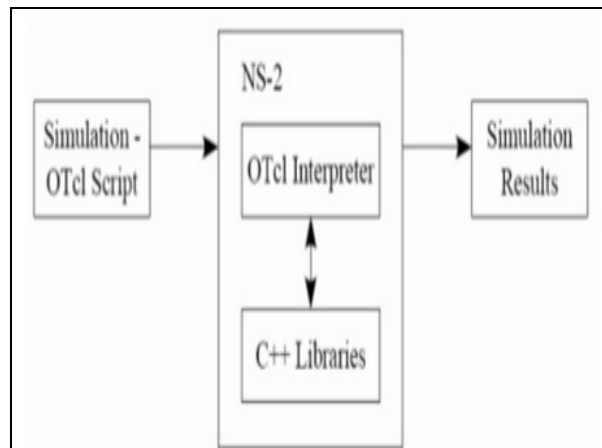 Simulation -
OTcl Script
NS-2
OTcl Interpreter
C++ Libraries
Simulation
Results